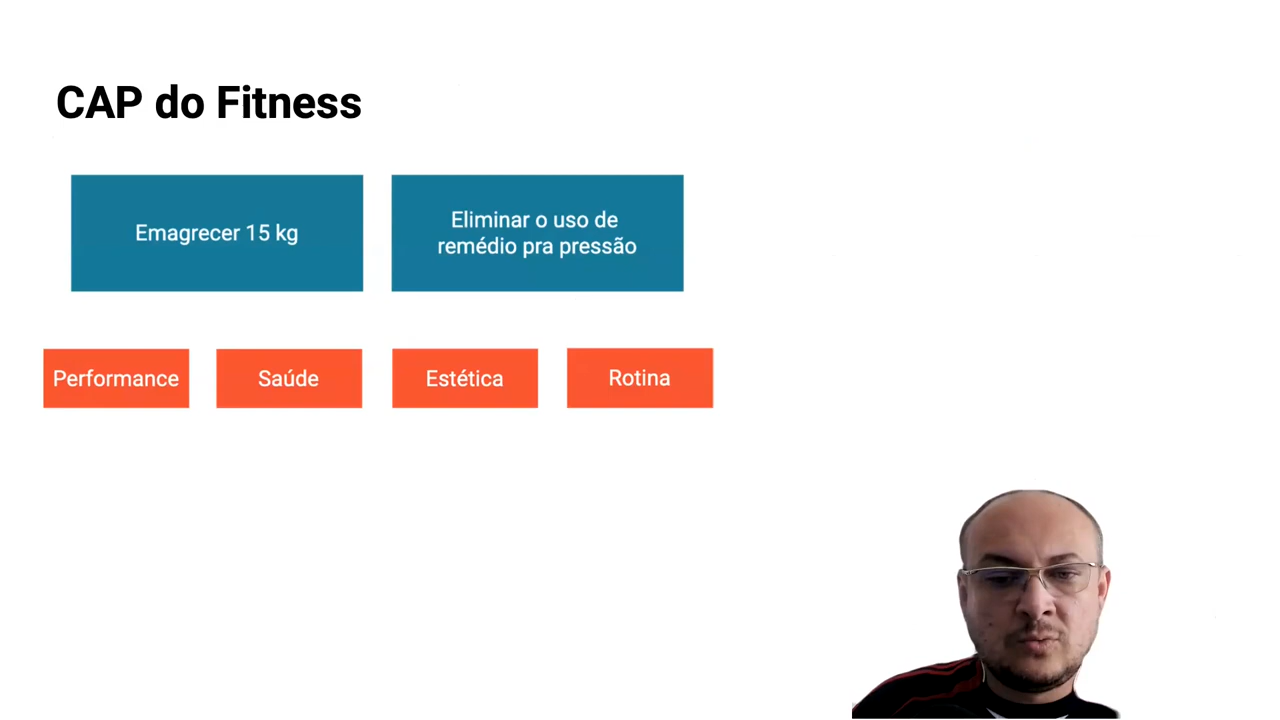 CAP do Fitness
Emagrecer 15 kg
Eliminar o uso de
remédio pra pressão
Performance
Saúde
Estética
Rotina